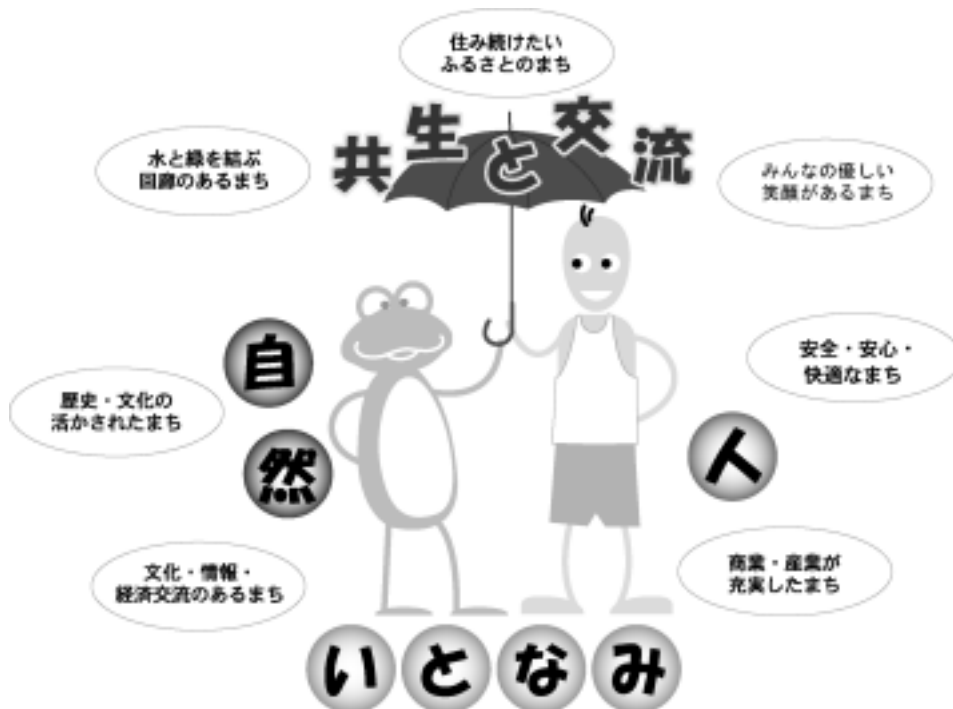 住み続けたい
ふるさとのまち
共生と交流
水と緑を結ぶ
回廊のあるまち
みんなの優しい
笑顔があるまち
自然
安全・安心・
快適なまち
歴史・文化の
活かされたまち
人
文化・情報・
経済交流のあるまち
商業・産業が
充実したまち
いとなみ